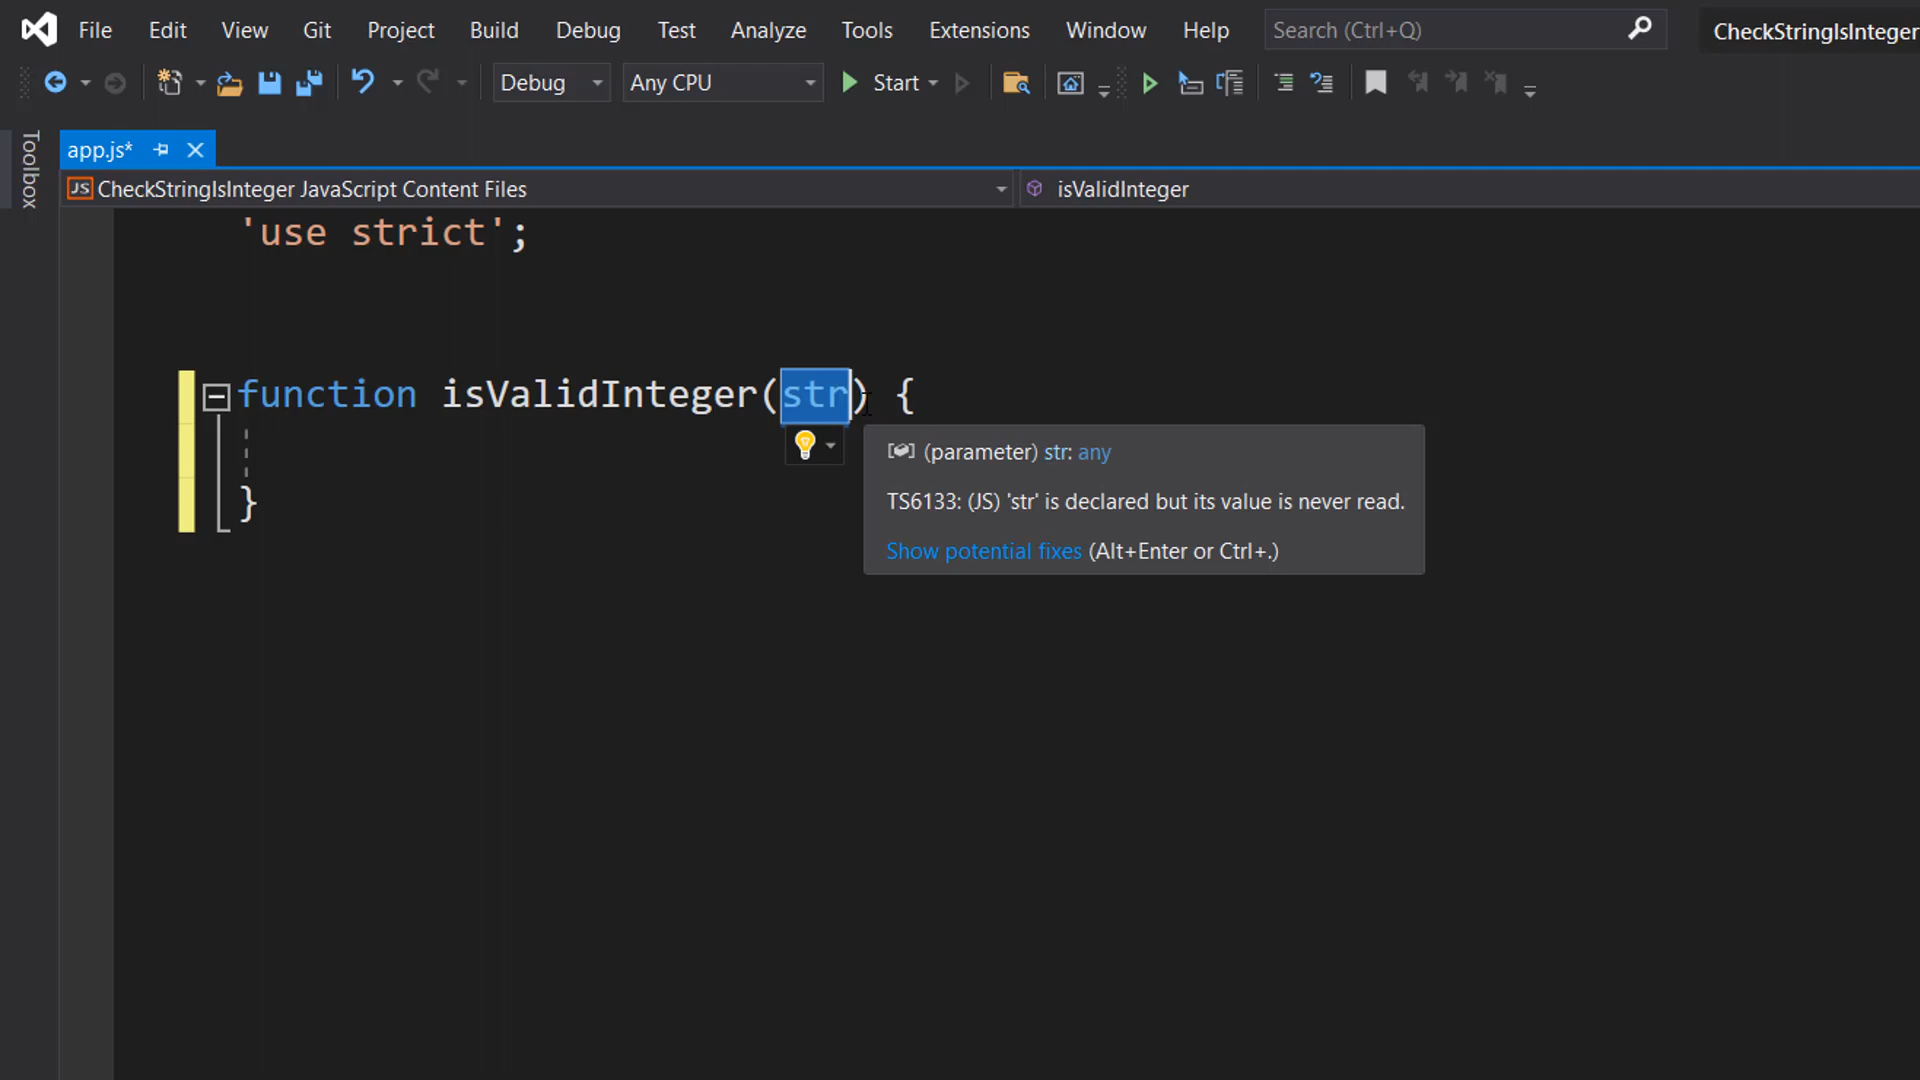 File Edit View Git Project Build Debug Test Analyze Tools Extensions Window Help Search (Ctrl+Q) CheckStringIsInteger
Debug Any CPU Start
Toolbox
app.js*
JS CheckStringIsInteger JavaScript Content Files isValidInteger
'use strict';
function isValidInteger(str) {
(parameter) str: any
TS6133: (JS) 'str' is declared but its value is never read.
}
Show potential fixes (Alt+Enter or Ctrl+.)